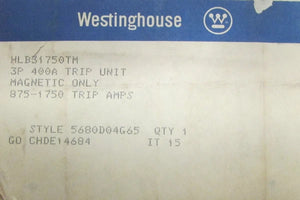 Westinghouse
HLB31750TM
3P 400A TRIP UNIT
MAGNETIC ONLY
875-1750 TRIP AMPS
STYLE 5680D04G65 QTY 1
GO CHDE14684 IT 15